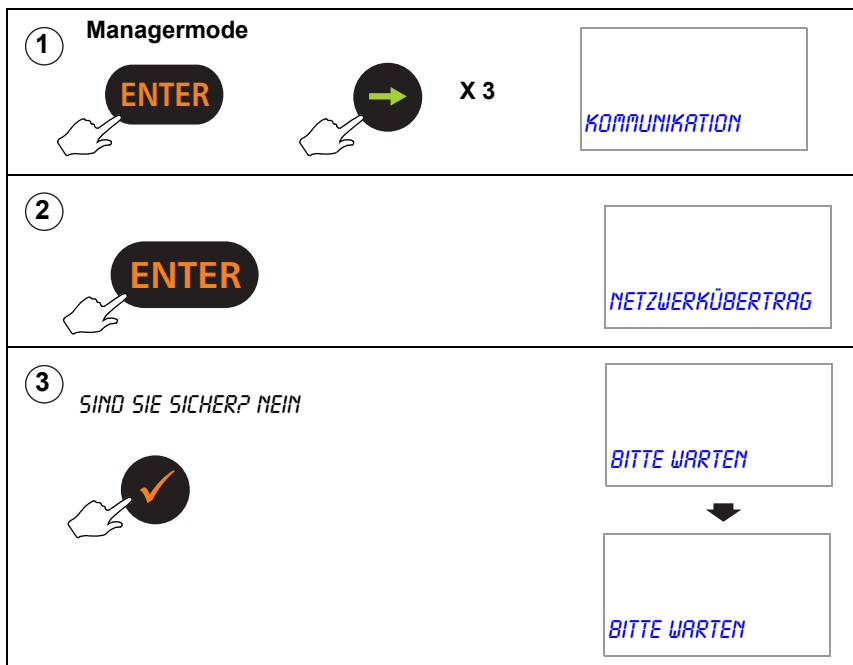 1
Managermode
ENTER
X 3
KOMMUNIKATION
2
ENTER
NETZWERKÜBERTRAG
3
SIND SIE SICHER? NEIN
BITTE WARTEN
BITTE WARTEN